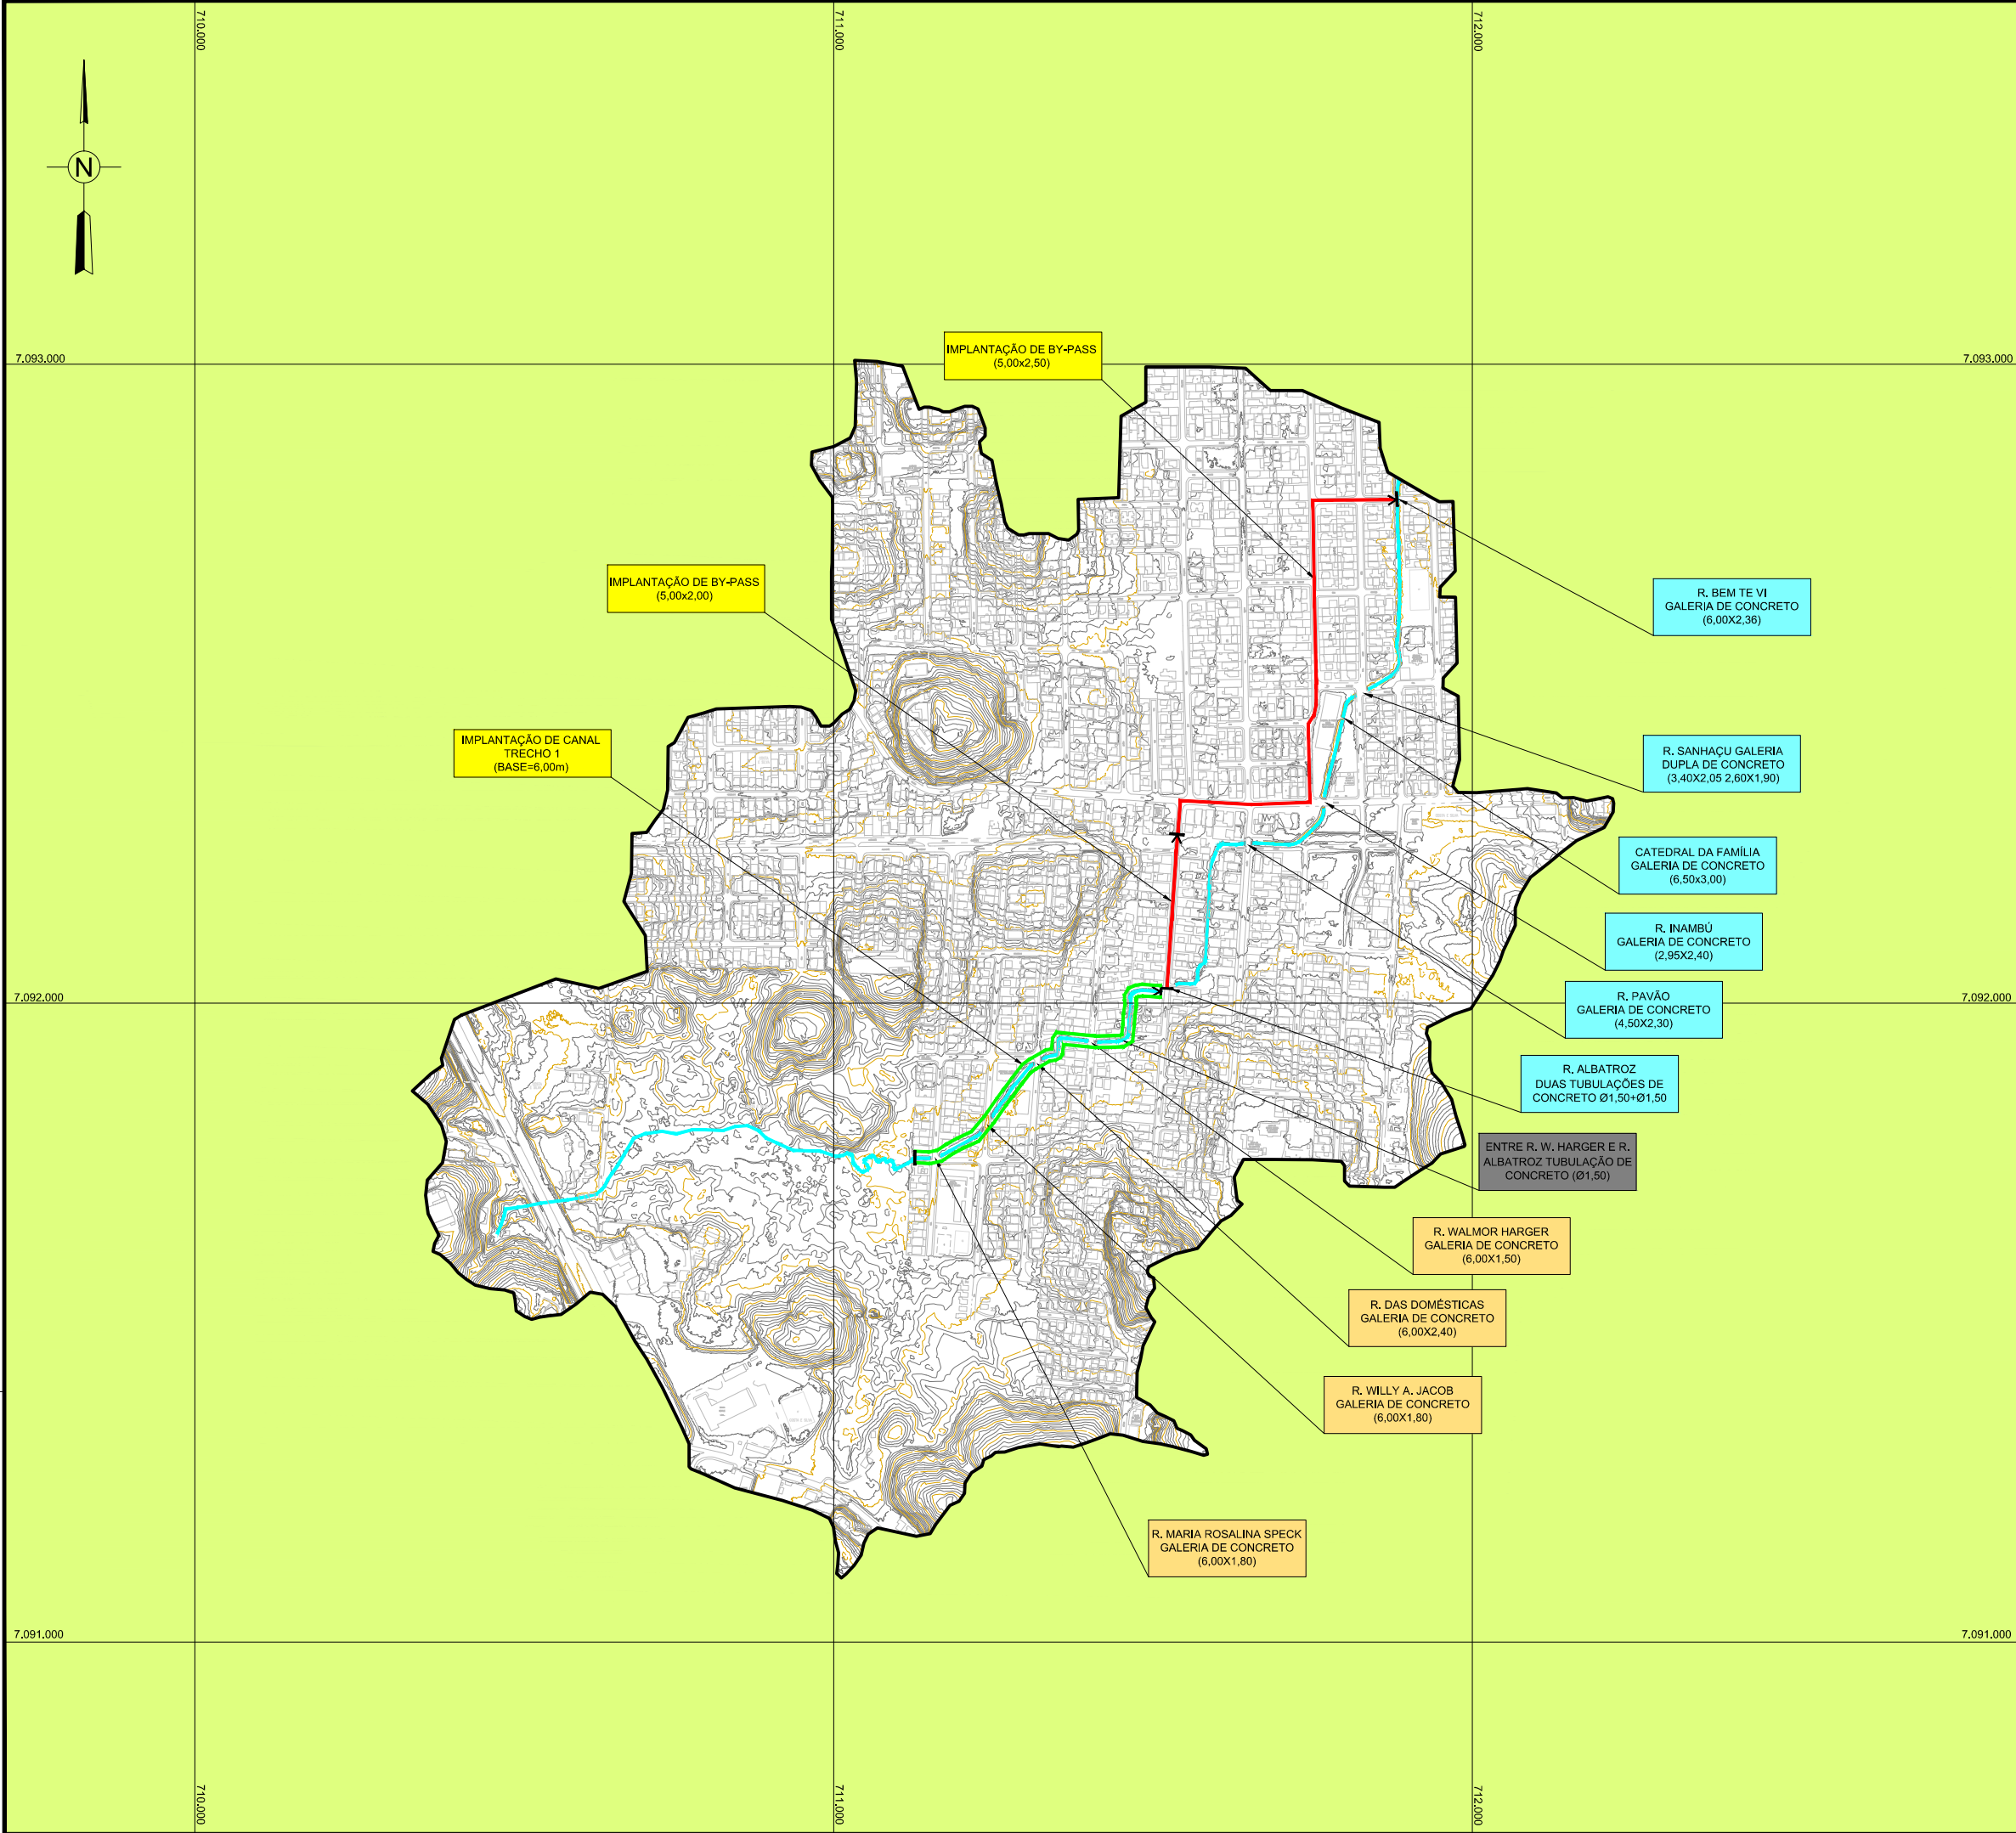 710.000
711.000
712.000
N
7.093.000
7.093.000
IMPLANTAÇÃO DE BY-PASS
(5,00x2,50)
IMPLANTAÇÃO DE BY-PASS
(5,00x2,00)
R. BEM TE VI
GALERIA DE CONCRETO
(6,00X2,36)
IMPLANTAÇÃO DE CANAL
TRECHO 1
(BASE=6,00m)
R. SANHAÇU GALERIA
DUPLA DE CONCRETO
(3,40X2,05 2,60X1,90)
CATEDRAL DA FAMÍLIA
GALERIA DE CONCRETO
(6,50x3,00)
R. INAMBÚ
GALERIA DE CONCRETO
(2,95X2,40)
7.092.000
7.092.000
R. PAVÃO
GALERIA DE CONCRETO
(4,50X2,30)
R. ALBATROZ
DUAS TUBULAÇÕES DE
CONCRETO Ø1,50+Ø1,50
ENTRE R. W. HARGER E R.
ALBATROZ TUBULAÇÃO DE
CONCRETO (Ø1,50)
R. WALMOR HARGER
GALERIA DE CONCRETO
(6,00X1,50)
R. DAS DOMÉSTICAS
GALERIA DE CONCRETO
(6,00X2,40)
R. WILLY A. JACOB
GALERIA DE CONCRETO
(6,00X1,80)
R. MARIA ROSALINA SPECK
GALERIA DE CONCRETO
(6,00X1,80)
7.091.000
7.091.000
710.000
711.000
712.000